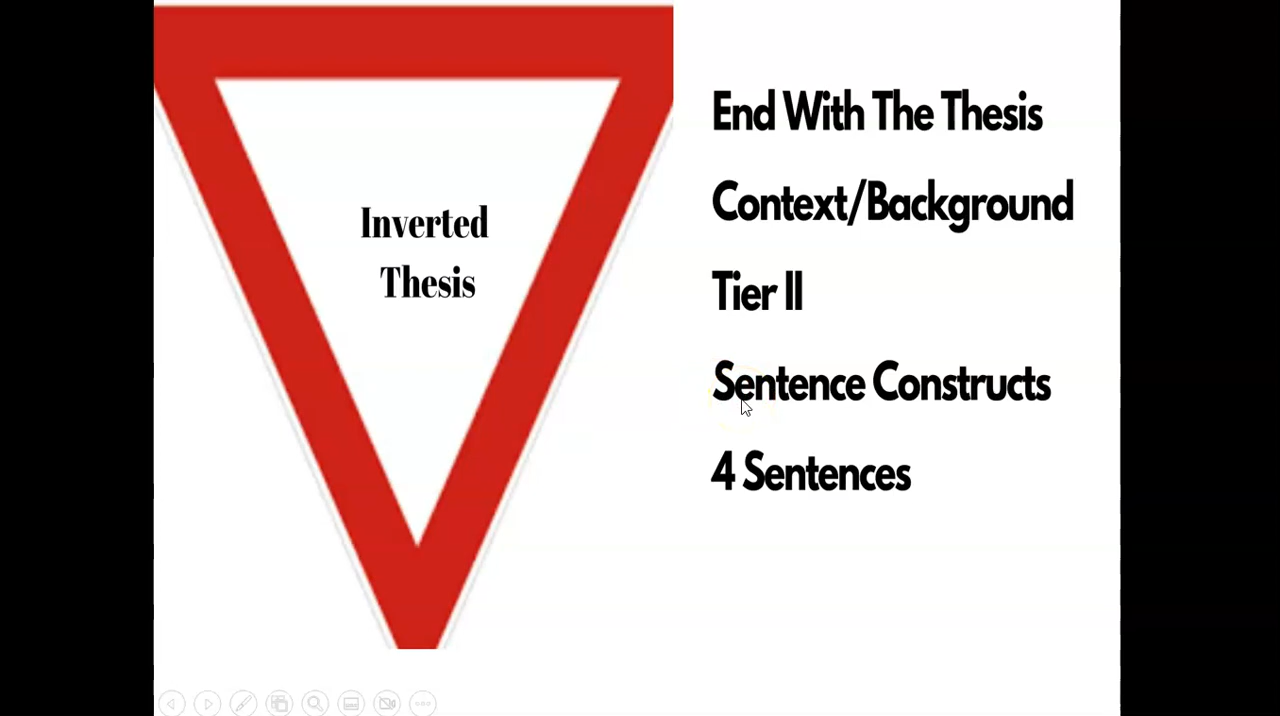 Inverted
Thesis
End With The Thesis
Context/Background
Tier II
Sentence Constructs
4 Sentences